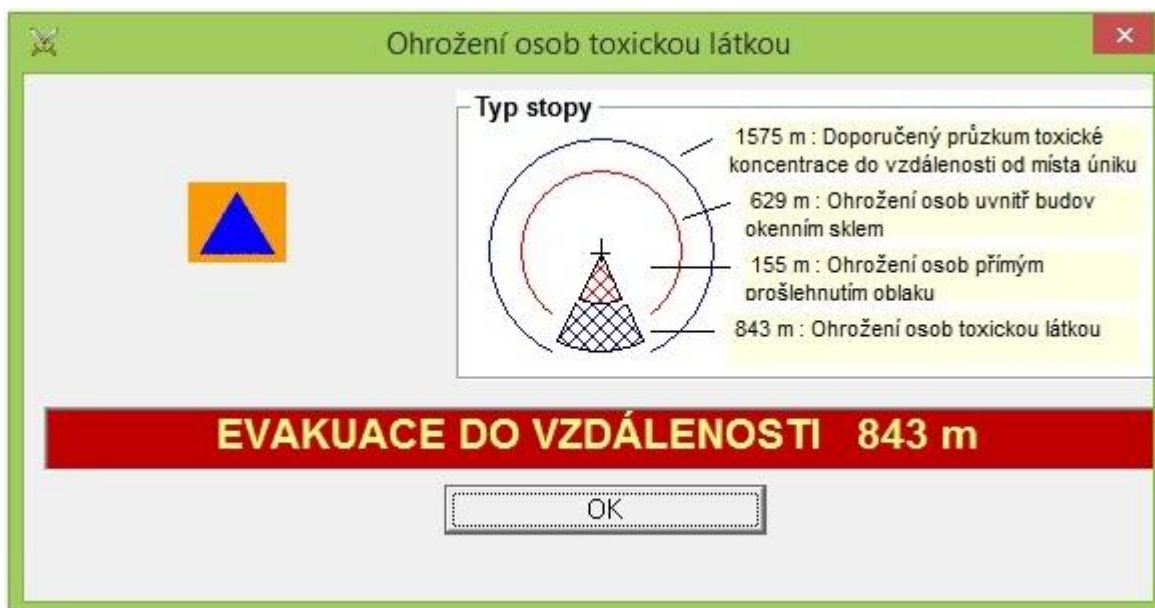 Ohrožení osob toxickou látkou
Typ stopy
1575 m : Doporučený průzkum toxické
koncentrace do vzdálenosti od místa úniku
629 m : Ohrožení osob uvnitř budov
okenním sklem
155 m : Ohrožení osob přímým
prošlehnutím oblaku
843 m : Ohrožení osob toxickou látkou
EVAKUACE DO VZDÁLENOSTI 843 m
OK